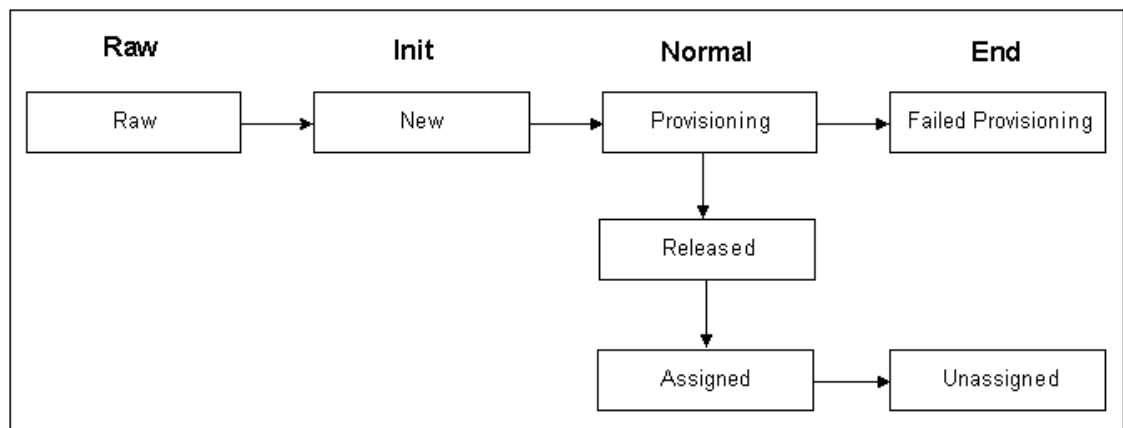 Raw Init Normal End
Raw New Provisioning Failed Provisioning
Released
Assigned Unassigned